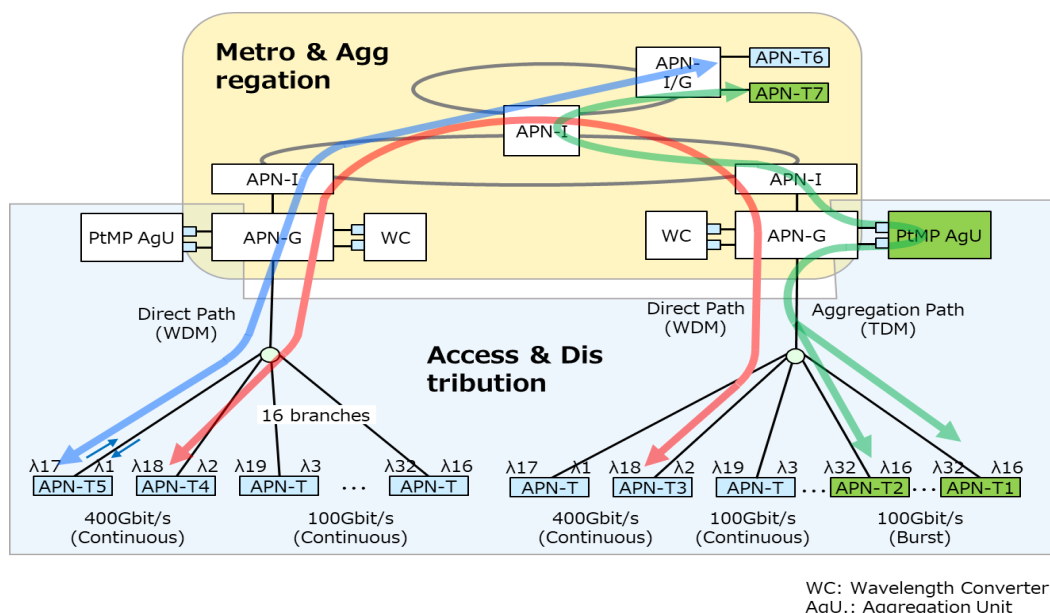 Metro & Agg
regation
APN-
I/G
APN-T6
APN-T7
APN-I
APN-I
APN-I
PtMP AgU
APN-G
WC
WC
APN-G
PtMP AgU
Direct Path
(WDM)
Direct Path
(WDM)
Aggregation Path
(TDM)
Access & Dis
tribution
16 branches
λ17
λ1
λ18
λ2
λ19
λ3
λ32
λ16
λ17
λ1
λ18
λ2
λ19
λ3
λ32
λ16
λ32
λ16
APN-T5
APN-T4
APN-T
...
APN-T
APN-T
APN-T3
APN-T
...
APN-T2
...
APN-T1
400Gbit/s
(Continuous)
100Gbit/s
(Continuous)
400Gbit/s
(Continuous)
100Gbit/s
(Continuous)
100Gbit/s
(Burst)
WC: Wavelength Converter
AgU.: Aggregation Unit